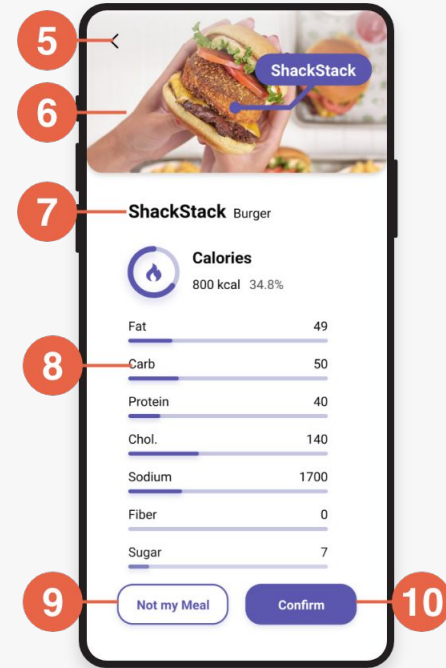 5
ShackStack
6
7
ShackStack Burger
Calories
800 kcal 34.8%
Fat 49
8
Carb 50
Protein 40
Chol. 140
Sodium 1700
Fiber 0
Sugar 7
9
Not my Meal
Confirm
10